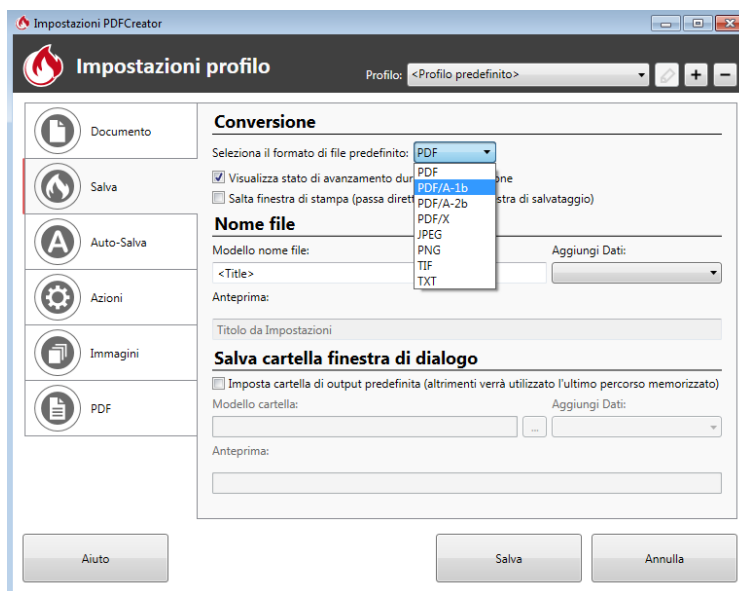 Impostazioni PDFCreator
Impostazioni profilo
Profilo: <Profilo predefinito>
Documento
Salva
Auto-Salva
Azioni
Immagini
PDF
Conversione
Seleziona il formato di file predefinito: PDF
PDF
PDF/A-1b
PDF/A-2b
PDF/X
JPEG
PNG
TIF
TXT
Visualizza stato di avanzamento dur ne
Salta finestra di stampa (passa dirett stra di salvataggio)
Nome file
Modello nome file: Aggiungi Dati:
<Title>
Anteprima:
Titolo da Impostazioni
Salva cartella finestra di dialogo
Imposta cartella di output predefinita (altrimenti verrà utilizzato l'ultimo percorso memorizzato)
Modello cartella: Aggiungi Dati:
...
Anteprima:
Aiuto Salva Annulla